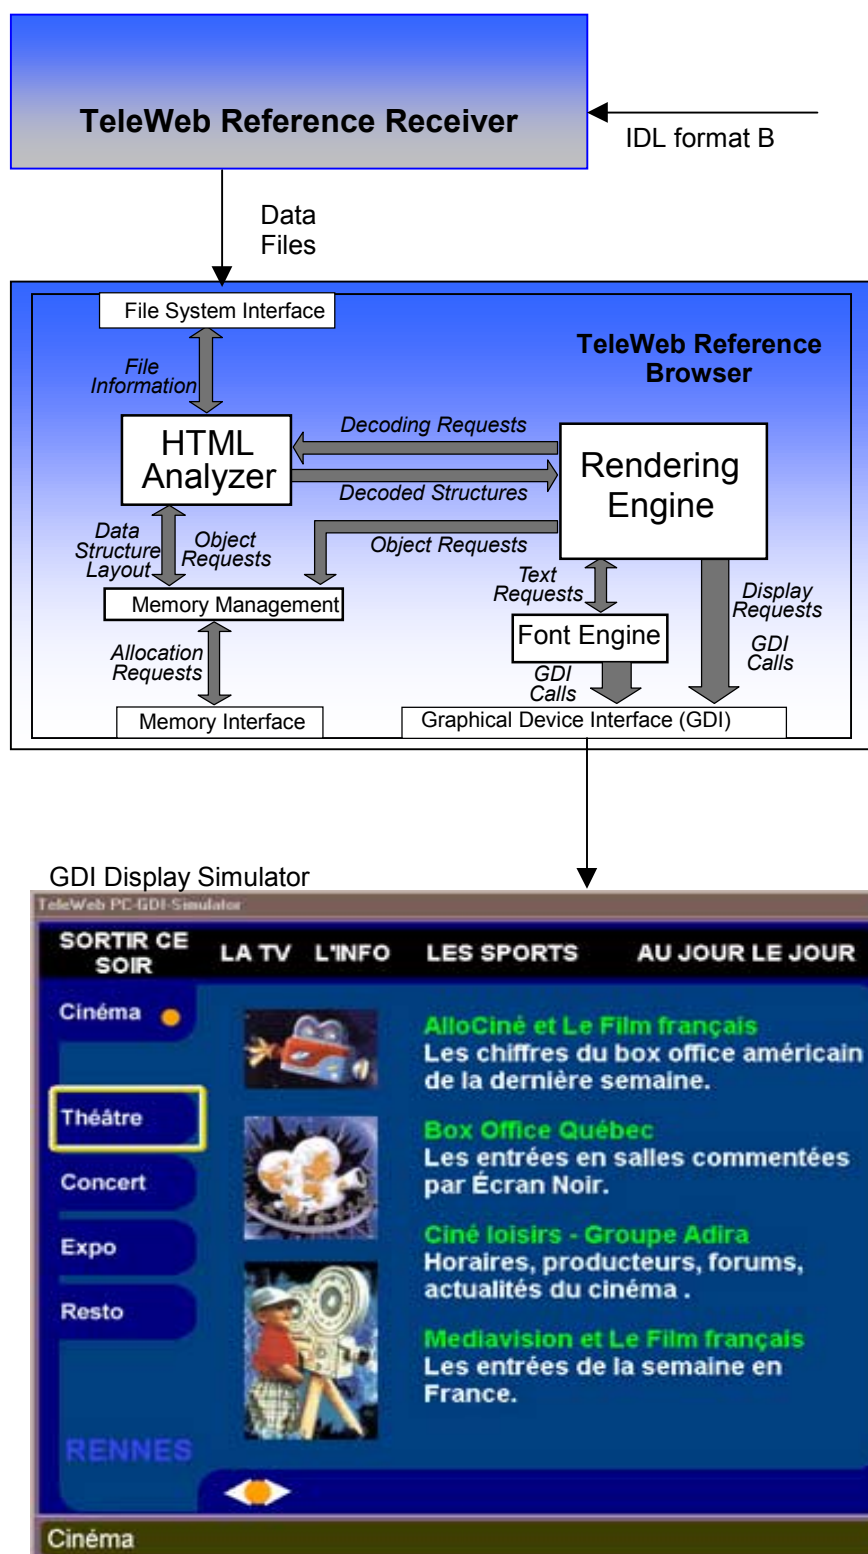 TeleWeb Reference Receiver
IDL format B
Data
Files
File System Interface
TeleWeb Reference
Browser
File
Information
HTML
Analyzer
Decoding Requests
Decoded Structures
Rendering
Engine
Data
Structure
Layout
Object
Requests
Object Requests
Text
Requests
Display
Requests
GDI
Calls
Memory Management
Font Engine
Allocation
Requests
GDI
Calls
Memory Interface
Graphical Device Interface (GDI)
GDI Display Simulator
TeleWeb PC-GDI-Simulator
SORTIR CE
SOIR
LA TV
L'INFO
LES SPORTS
AU JOUR LE JOUR
Cinéma
Théâtre
Concert
Expo
Resto
RENNES
AlloCiné et Le Film français
Les chiffres du box office américain
de la dernière semaine.
Box Office Québec
Les entrées en salles commentées
par Écran Noir.
Ciné loisirs - Groupe Adira
Horaires, producteurs, forums,
actualités du cinéma .
Mediavision et Le Film français
Les entrées de la semaine en
France.
Cinéma